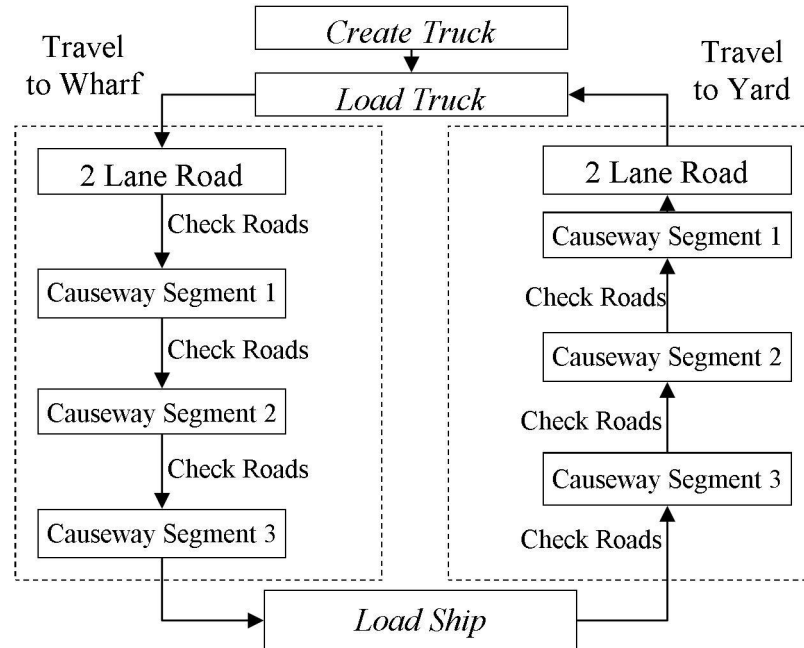 Create Truck
Load Truck
Travel
to Wharf
2 Lane Road
Check Roads
Causeway Segment 1
Check Roads
Causeway Segment 2
Check Roads
Causeway Segment 3
Load Ship
Travel
to Yard
2 Lane Road
Causeway Segment 1
Check Roads
Causeway Segment 2
Check Roads
Causeway Segment 3
Check Roads